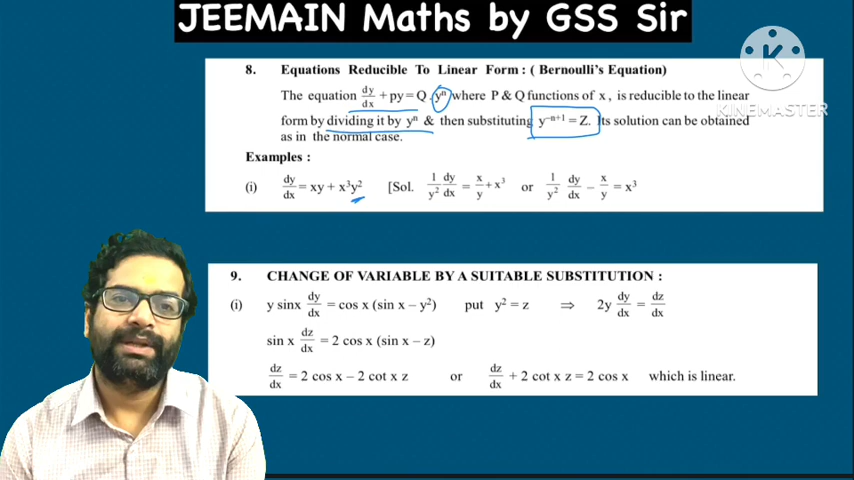 JEEMAIN Maths by GSS Sir
KINEMASTER
8. Equations Reducible To Linear Form : ( Bernoulli's Equation)
The equation dy/dx + py = Q . yⁿ where P & Q functions of x , is reducible to the linear
form by dividing it by yⁿ & then substituting y⁻ⁿ⁺¹ = Z. Its solution can be obtained
as in the normal case.
Examples :
(i) dy/dx = xy + x³y² [Sol. 1/y² dy/dx = x/y + x³ or 1/y² dy/dx − x/y = x³
9. CHANGE OF VARIABLE BY A SUITABLE SUBSTITUTION :
(i) y sinx dy/dx = cos x (sin x – y²) put y² = z ⇒ 2y dy/dx = dz/dx
sin x dz/dx = 2 cos x (sin x – z)
dz/dx = 2 cos x – 2 cot x z or dz/dx + 2 cot x z = 2 cos x which is linear.